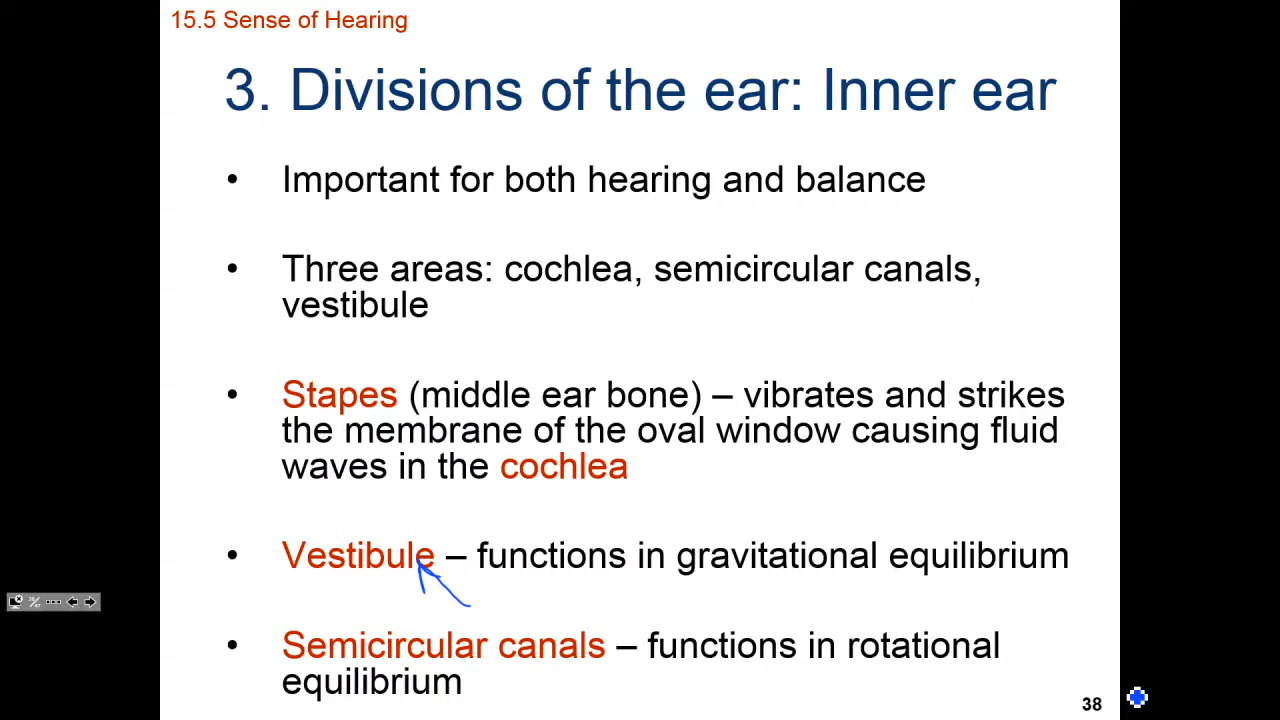 15.5 Sense of Hearing
3. Divisions of the ear: Inner ear
• Important for both hearing and balance
• Three areas: cochlea, semicircular canals,
vestibule
• Stapes (middle ear bone) – vibrates and strikes
the membrane of the oval window causing fluid
waves in the cochlea
• Vestibule – functions in gravitational equilibrium
• Semicircular canals – functions in rotational
equilibrium
38